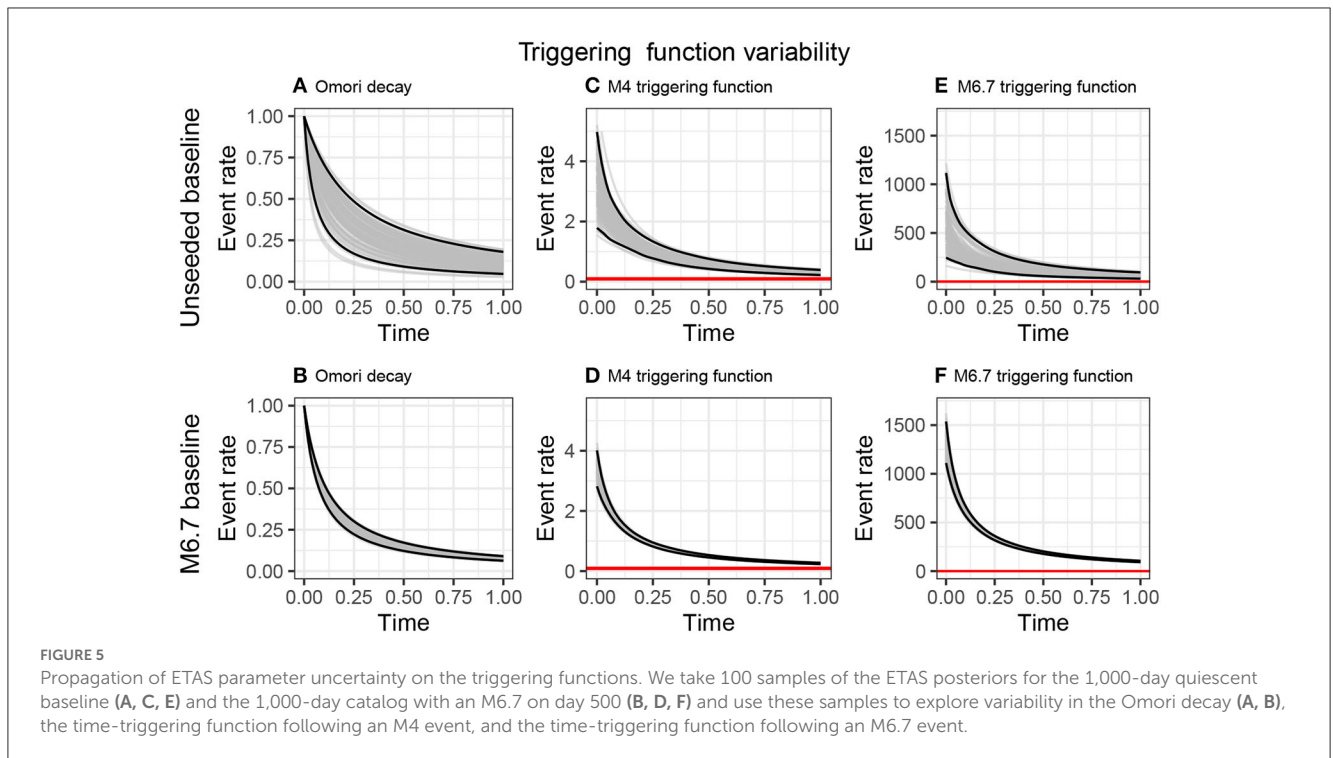 Triggering function variability
Unseeded baseline
A Omori decay
Event rate
1.00
0.75
0.50
0.25
0.00
0.00 0.25 0.50 0.75 1.00
Time
C M4 triggering function
Event rate
4
2
0
0.00 0.25 0.50 0.75 1.00
Time
E M6.7 triggering function
Event rate
1500
1000
500
0
0.00 0.25 0.50 0.75 1.00
Time
M6.7 baseline
B Omori decay
Event rate
1.00
0.75
0.50
0.25
0.00
0.00 0.25 0.50 0.75 1.00
Time
D M4 triggering function
Event rate
4
2
0
0.00 0.25 0.50 0.75 1.00
Time
F M6.7 triggering function
Event rate
1500
1000
500
0
0.00 0.25 0.50 0.75 1.00
Time
FIGURE 5
Propagation of ETAS parameter uncertainty on the triggering functions. We take 100 samples of the ETAS posteriors for the 1,000-day quiescent
baseline (A, C, E) and the 1,000-day catalog with an M6.7 on day 500 (B, D, F) and use these samples to explore variability in the Omori decay (A, B),
the time-triggering function following an M4 event, and the time-triggering function following an M6.7 event.